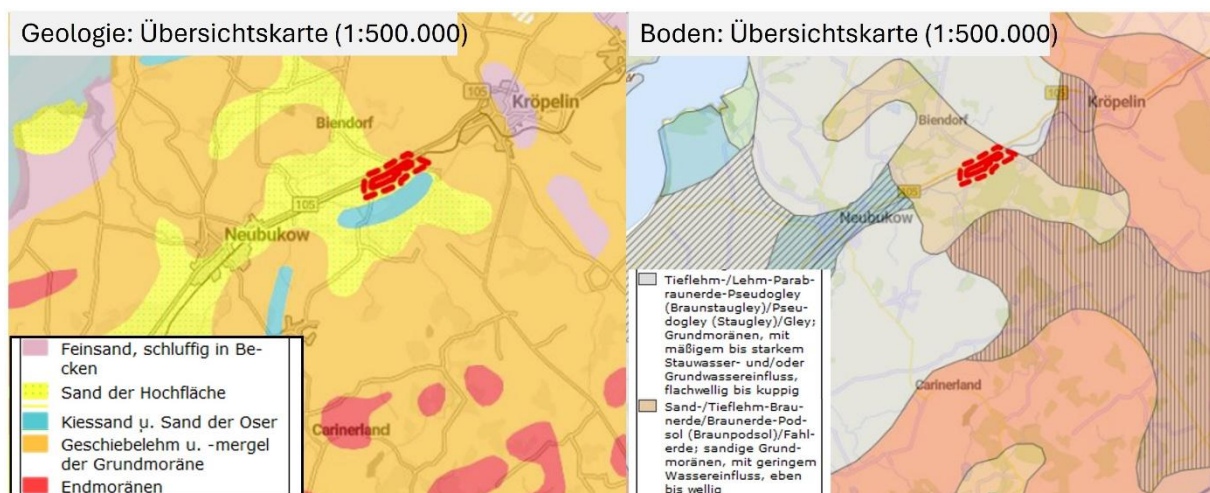 Geologie: Übersichtskarte (1:500.000)
105
Kröpelin
Biendorf
105
Neubukow
Carinerland
Feinsand, schluffig in Be-
cken
Sand der Hochfläche
Kiessand u. Sand der Oser
Geschiebelehm u. -mergel
der Grundmoräne
Endmoränen
Boden: Übersichtskarte (1:500.000)
105
Kröpelin
Biendorf
105
Neubukow
Carinerland
Tieflehm-/Lehm-Parab-
raunerde-Pseudogley
(Braunstaugley)/Pseu-
dogley (Staugley)/Gley;
Grundmoränen, mit
mäßigem bis starkem
Stauwasser- und/oder
Grundwassereinfluss,
flachwellig bis kuppig
Sand-/Tieflehm-Brau-
nerde/Braunerde-Pod-
sol (Braunpodsol)/Fahl-
erde; sandige Grund-
moränen, mit geringem
Wassereinfluss, eben
bis wellig